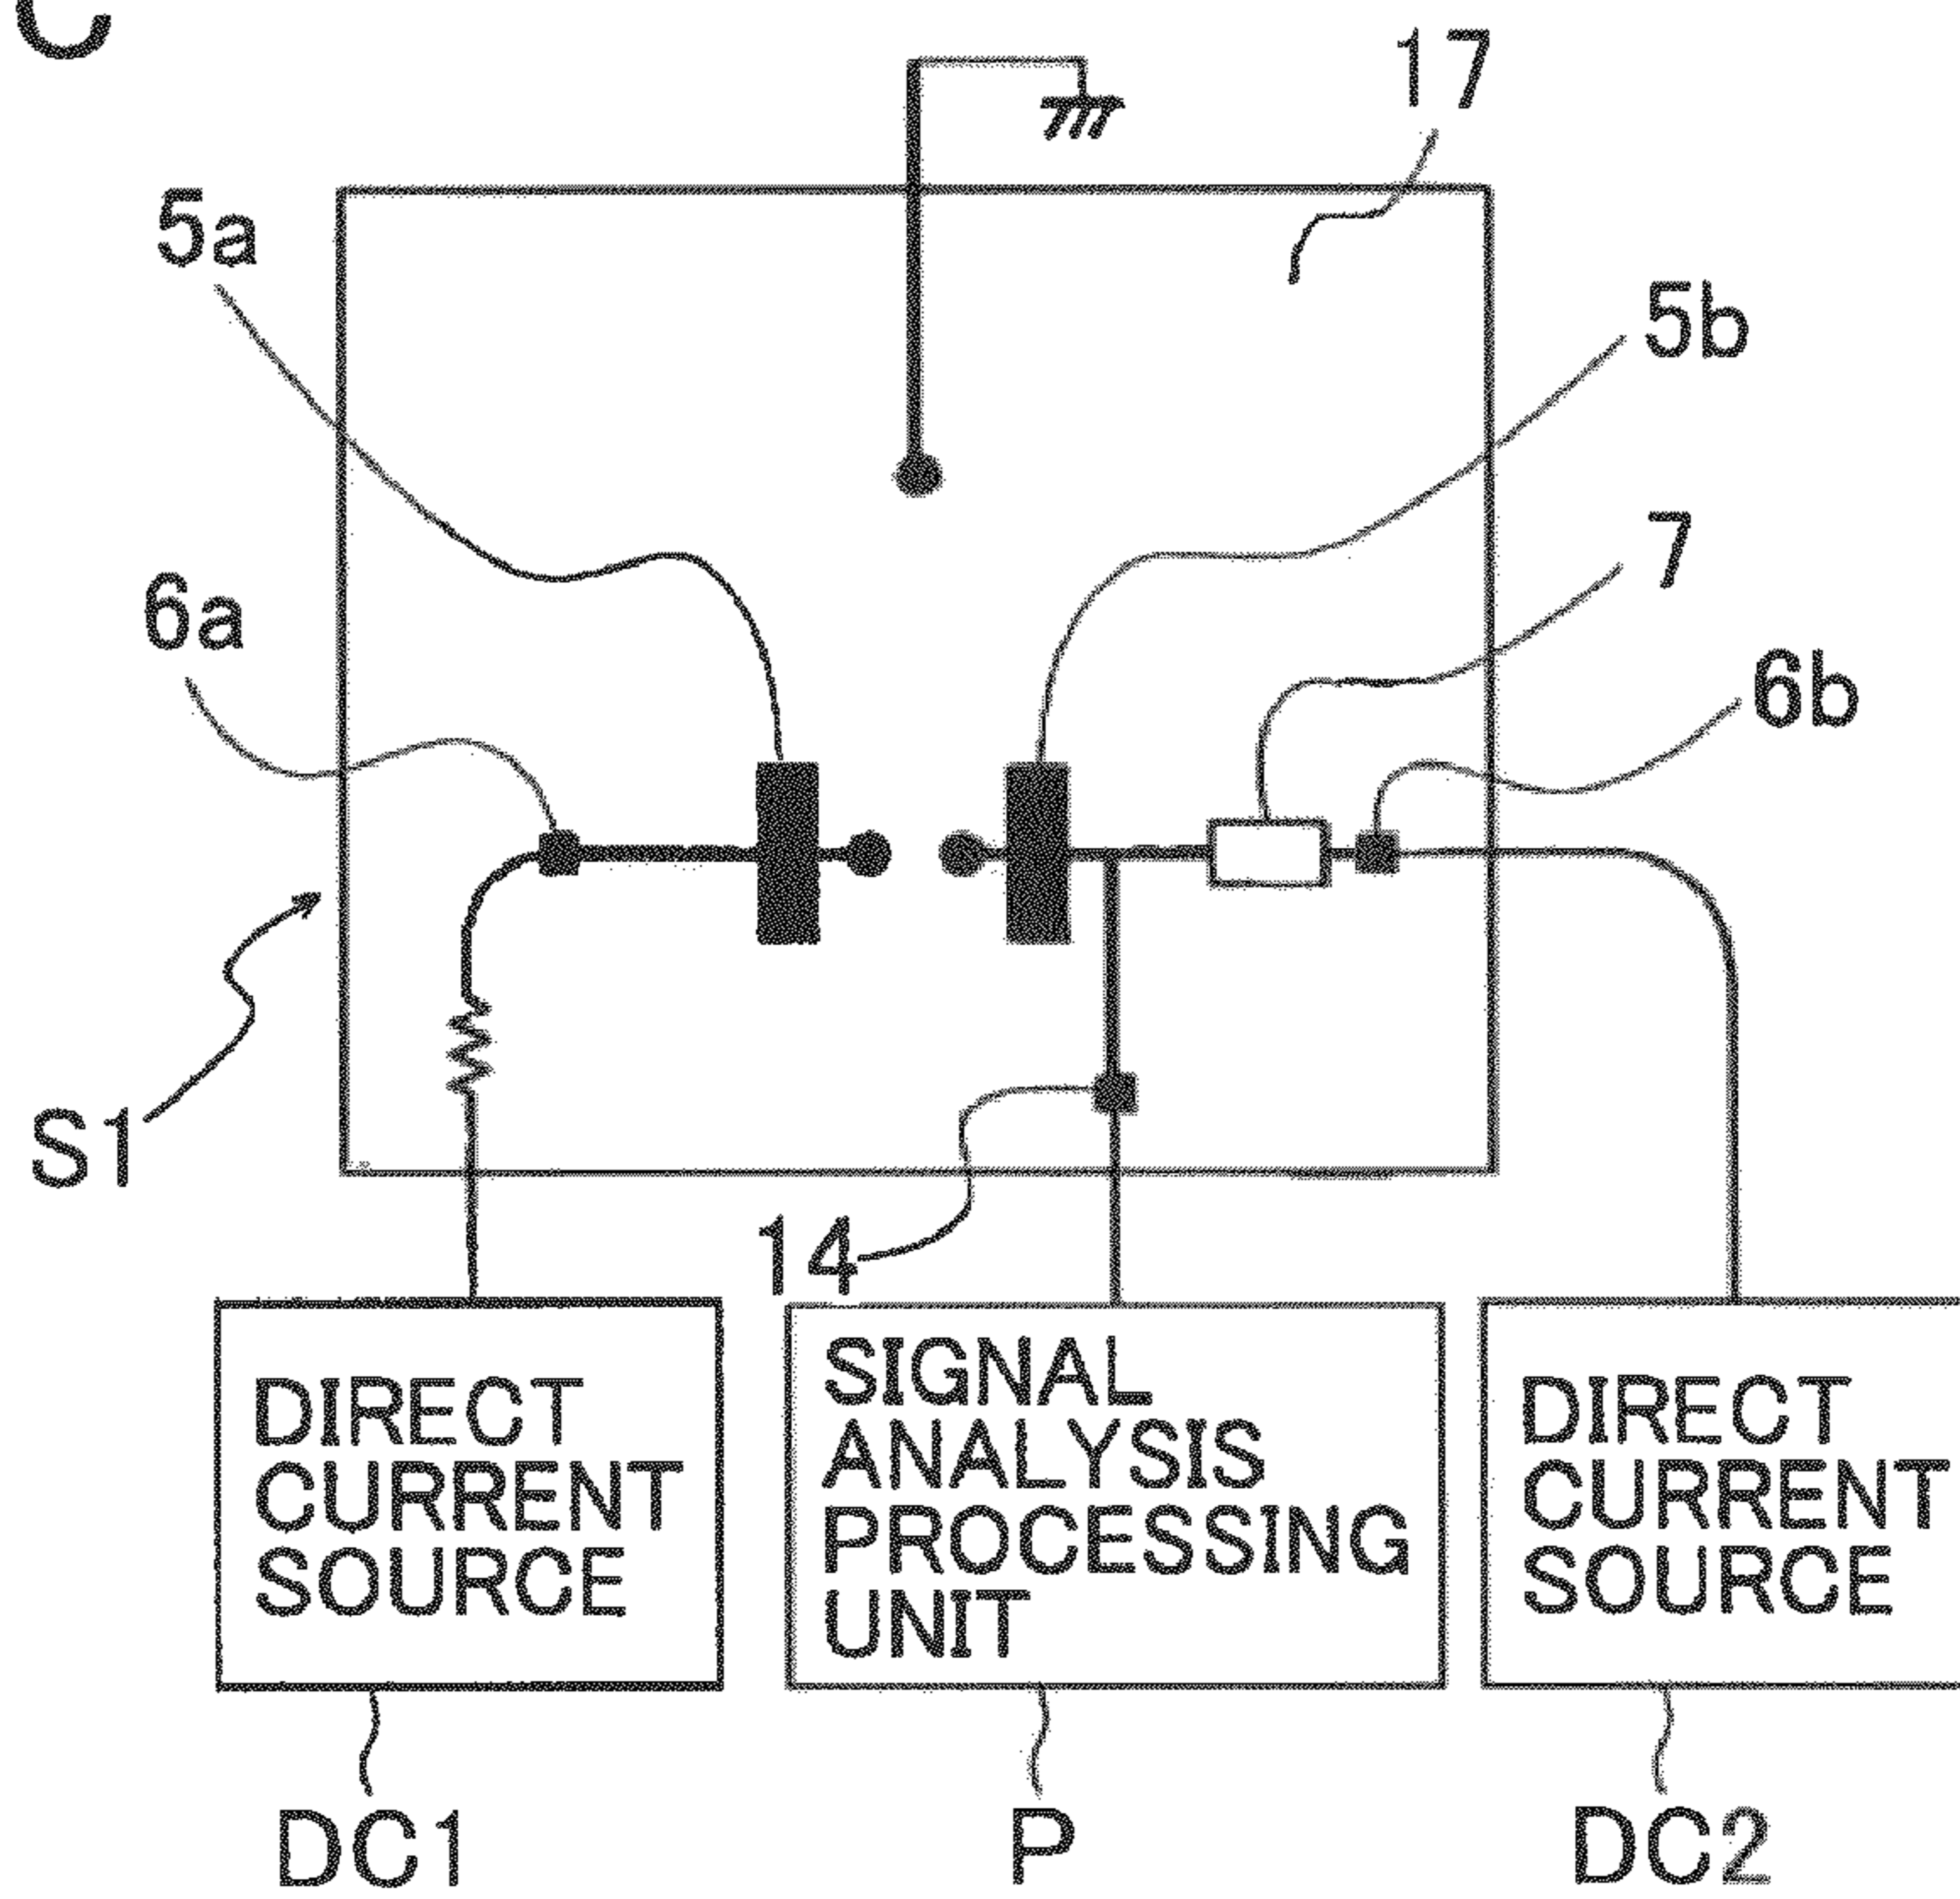 C
17
5a
5b
7
6a
6b
S1
14
DIRECT
CURRENT
SOURCE
SIGNAL
ANALYSIS
PROCESSING
UNIT
DIRECT
CURRENT
SOURCE
DC1
P
DC2